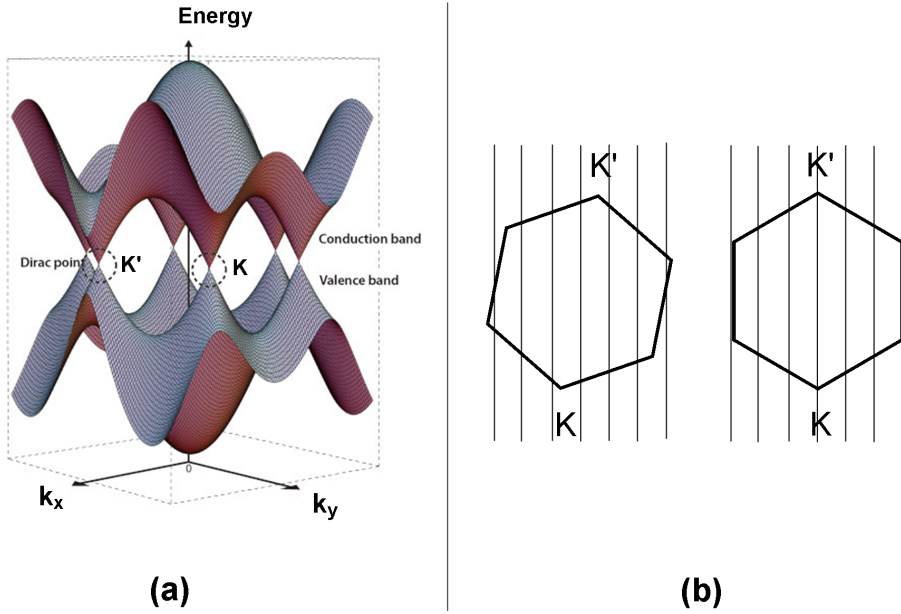 Energy
Conduction band
Dirac point
K'
K
Valence band
0
kx
ky
(a)
K'
K
K'
K
(b)